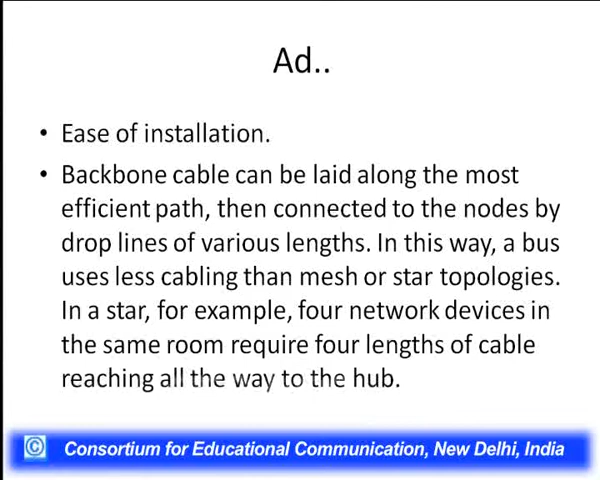 Ad..
• Ease of installation.
• Backbone cable can be laid along the most
efficient path, then connected to the nodes by
drop lines of various lengths. In this way, a bus
uses less cabling than mesh or star topologies.
In a star, for example, four network devices in
the same room require four lengths of cable
reaching all the way to the hub.
© Consortium for Educational Communication, New Delhi, India